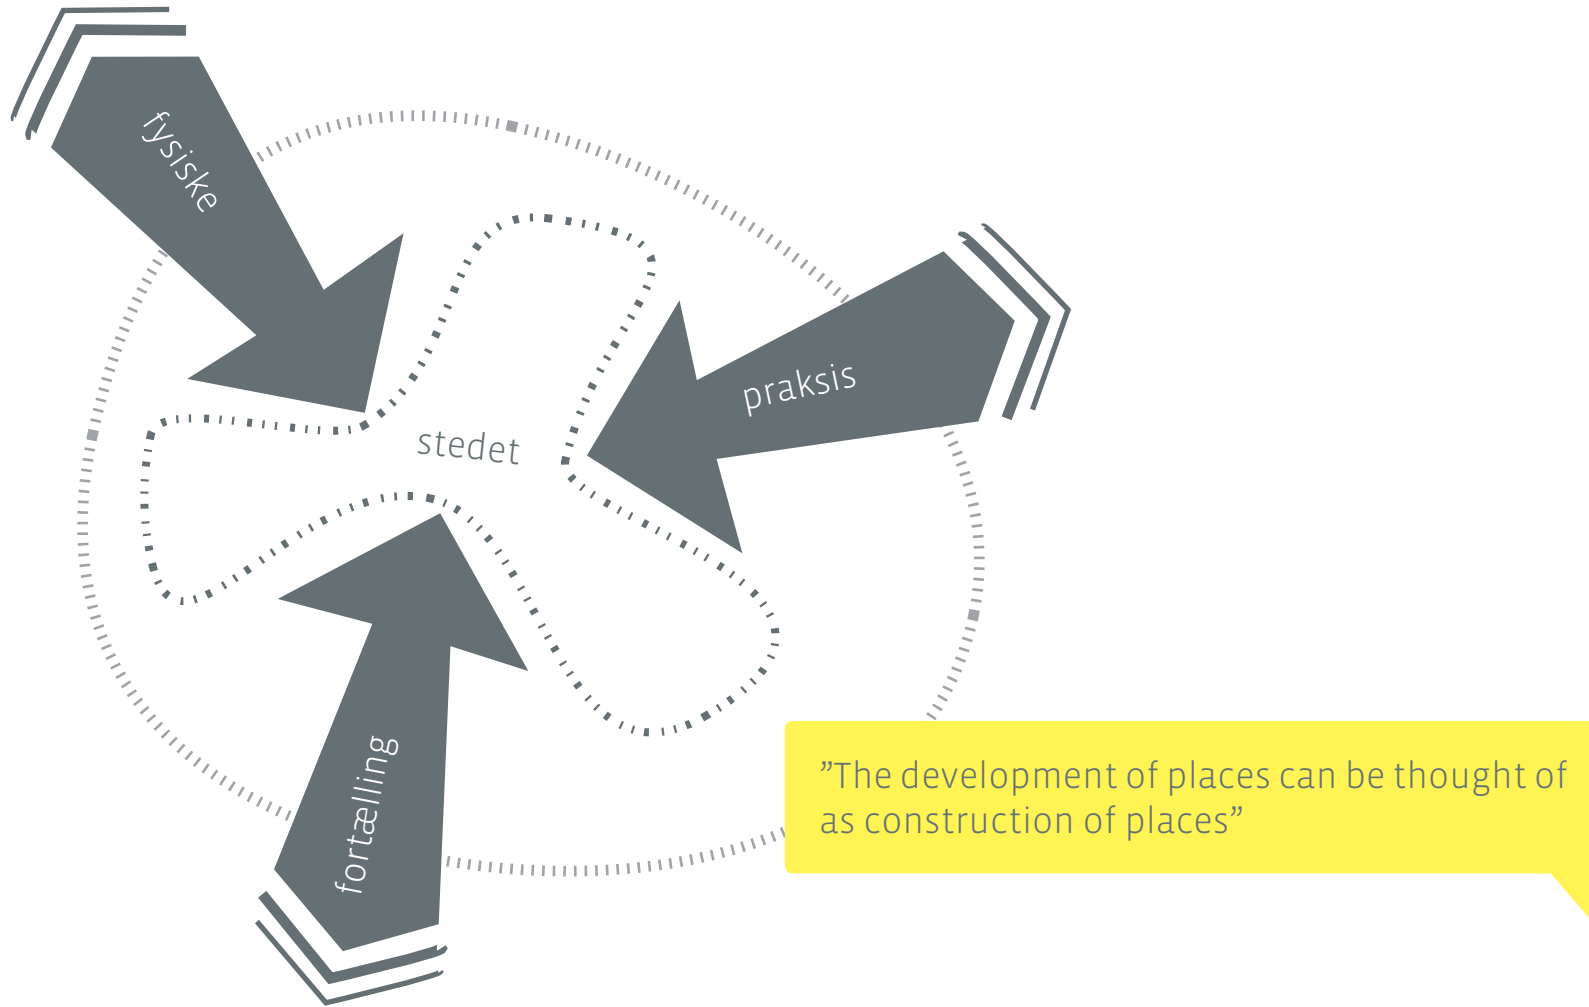 fysiske
praksis
stedet
fortælling
”The development of places can be thought of
as construction of places”